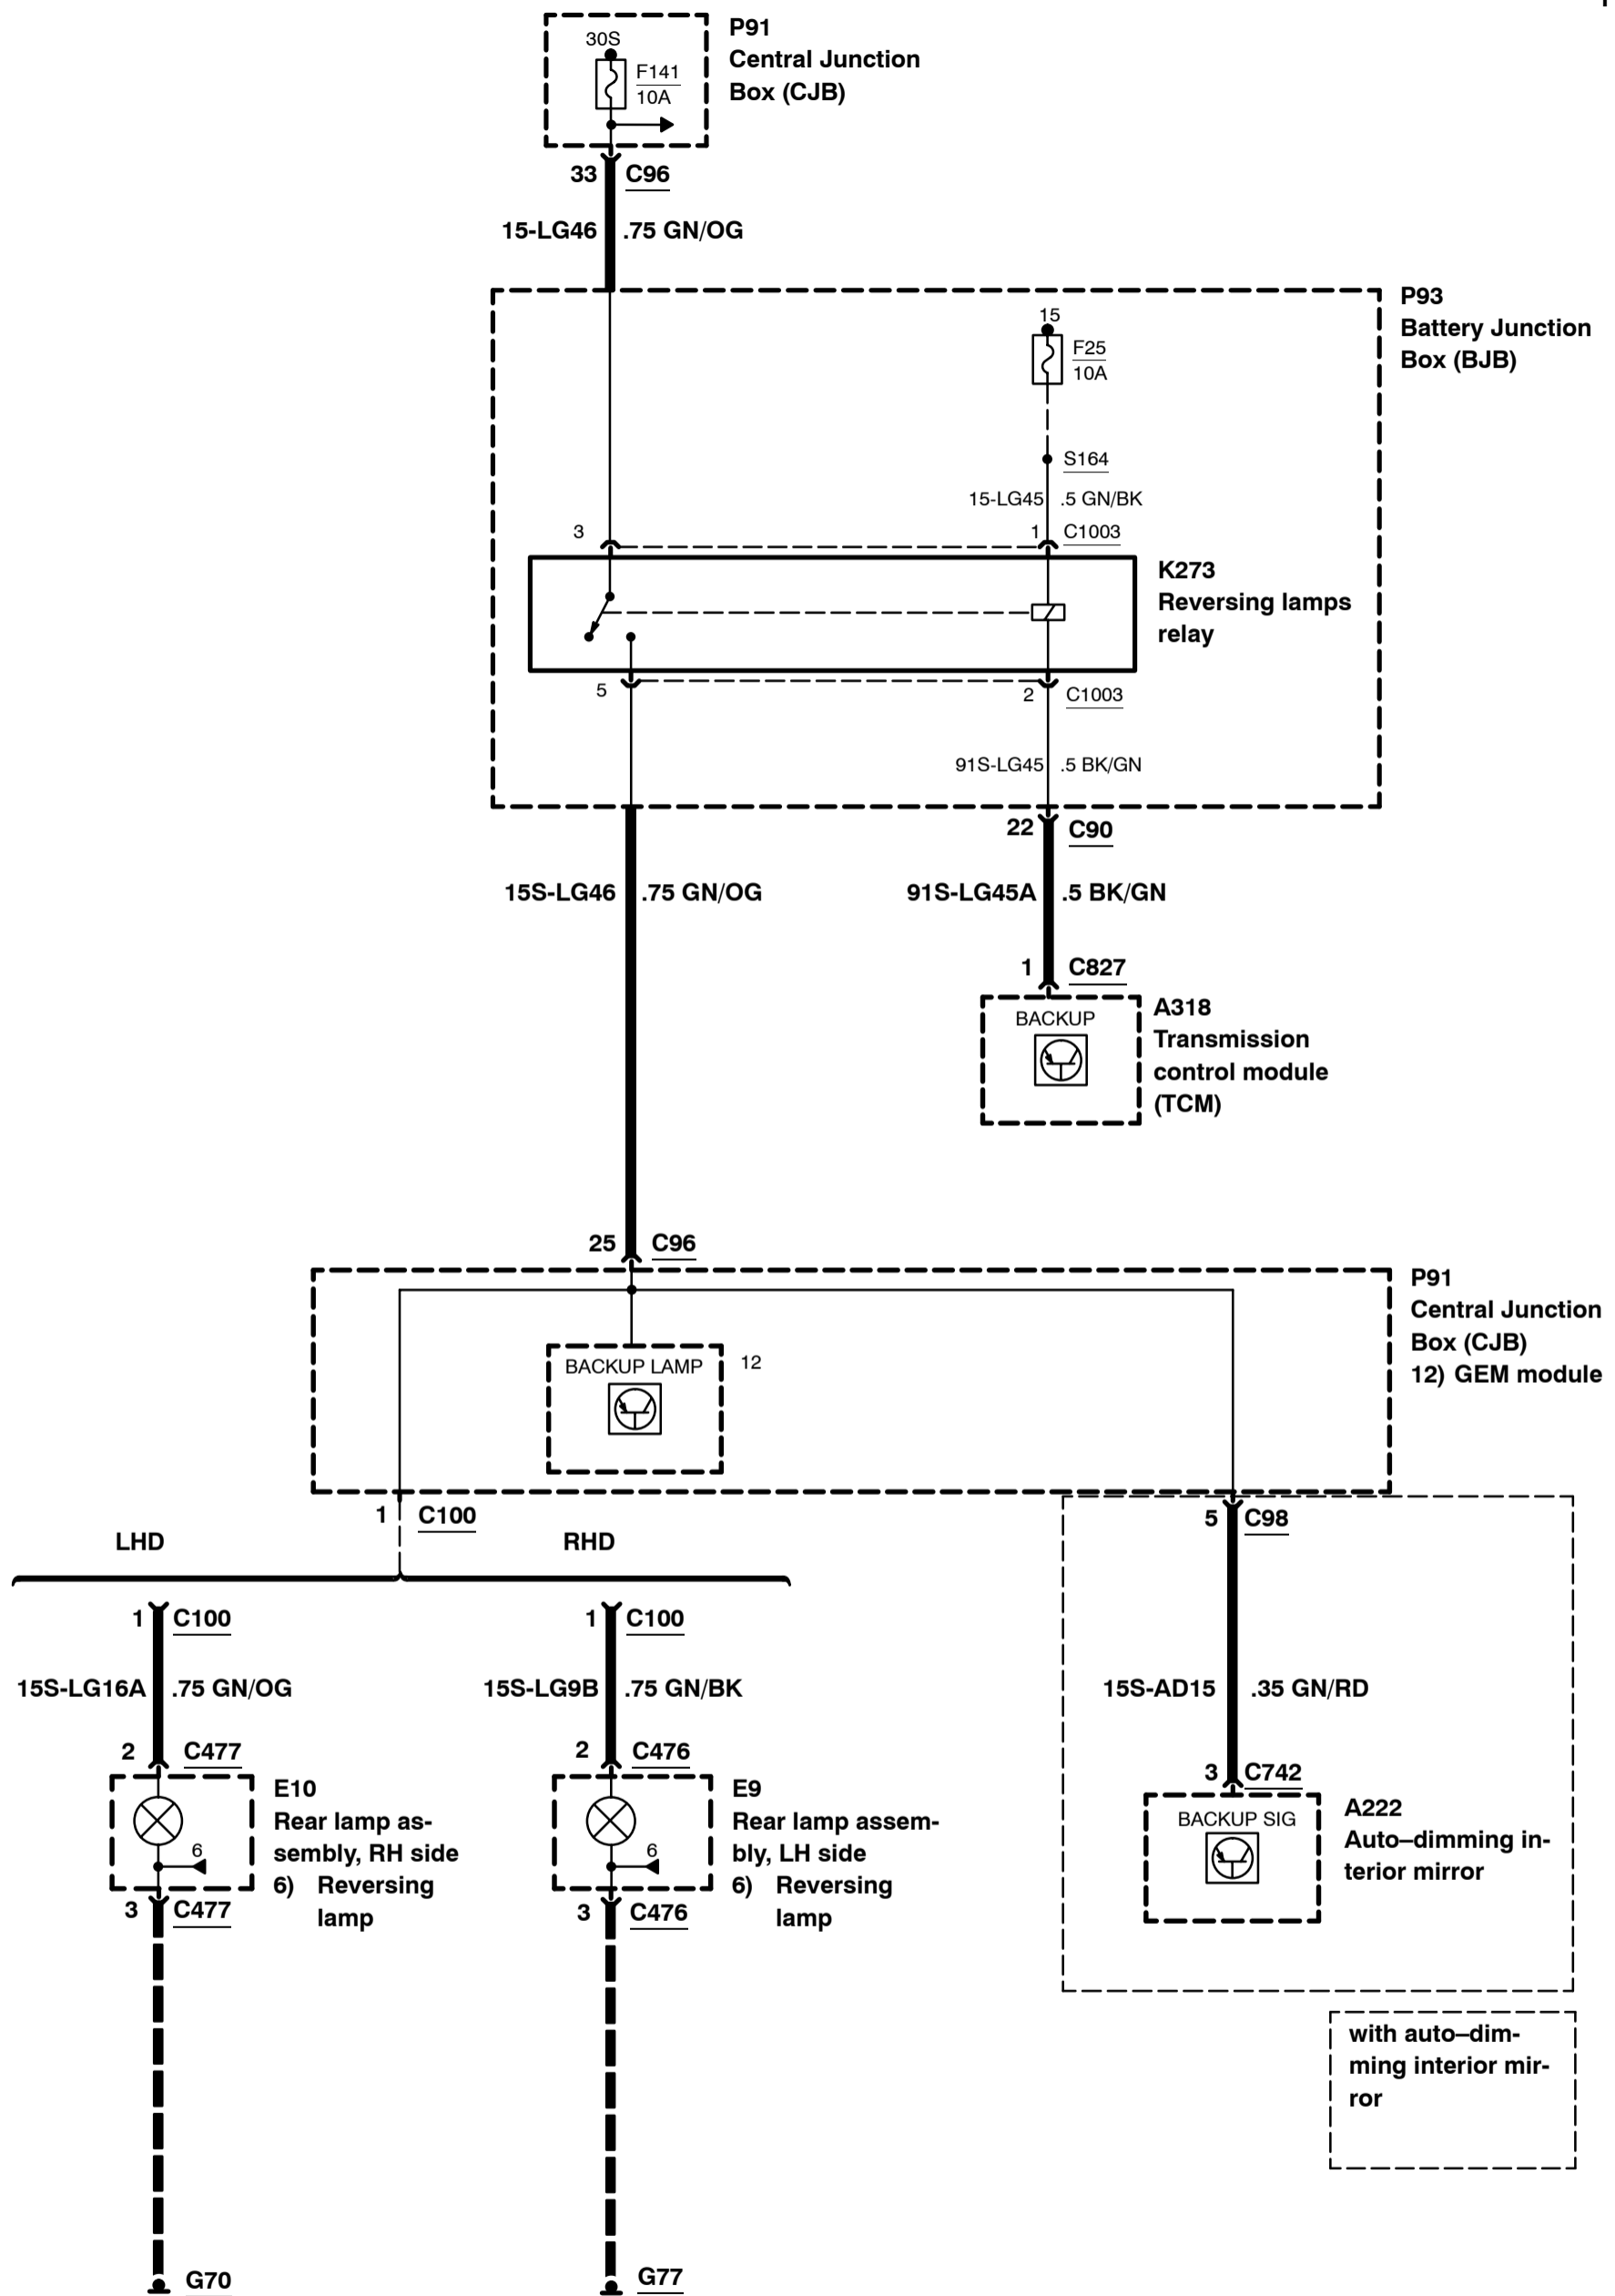 P91
Central Junction
Box (CJB)
30S
F141
10A
33 C96
15-LG46 .75 GN/OG
P93
Battery Junction
Box (BJB)
15
F25
10A
S164
15-LG45 .5 GN/BK
3 1 C1003
K273
Reversing lamps
relay
5 2 C1003
91S-LG45 .5 BK/GN
22 C90
15S-LG46 .75 GN/OG
91S-LG45A .5 BK/GN
1 C827
BACKUP
A318
Transmission
control module
(TCM)
25 C96
P91
Central Junction
Box (CJB)
12) GEM module
BACKUP LAMP 12
1 C100
5 C98
LHD RHD
1 C100
1 C100
15S-LG16A .75 GN/OG
15S-LG9B .75 GN/BK
15S-AD15 .35 GN/RD
2 C477
2 C476
3 C742
E10
Rear lamp as-
sembly, RH side
6) Reversing
lamp
6
E9
Rear lamp assem-
bly, LH side
6) Reversing
lamp
6
BACKUP SIG
A222
Auto–dimming in-
terior mirror
3 C477
3 C476
with auto–dim-
ming interior mir-
ror
G70
G77